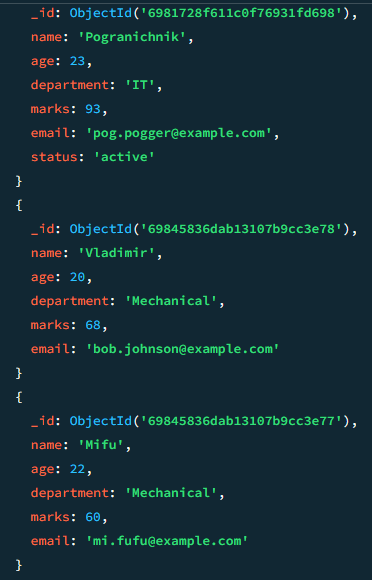 _id: ObjectId('6981728f611c0f76931fd698'),
name: 'Pogranichnik',
age: 23,
department: 'IT',
marks: 93,
email: 'pog.pogger@example.com',
status: 'active'
}
{
_id: ObjectId('69845836dab13107b9cc3e78'),
name: 'Vladimir',
age: 20,
department: 'Mechanical',
marks: 68,
email: 'bob.johnson@example.com'
}
{
_id: ObjectId('69845836dab13107b9cc3e77'),
name: 'Mifu',
age: 22,
department: 'Mechanical',
marks: 60,
email: 'mi.fufu@example.com'
}